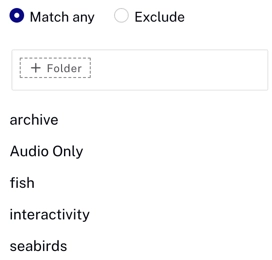 Match any Exclude
+ Folder
archive
Audio Only
fish
interactivity
seabirds